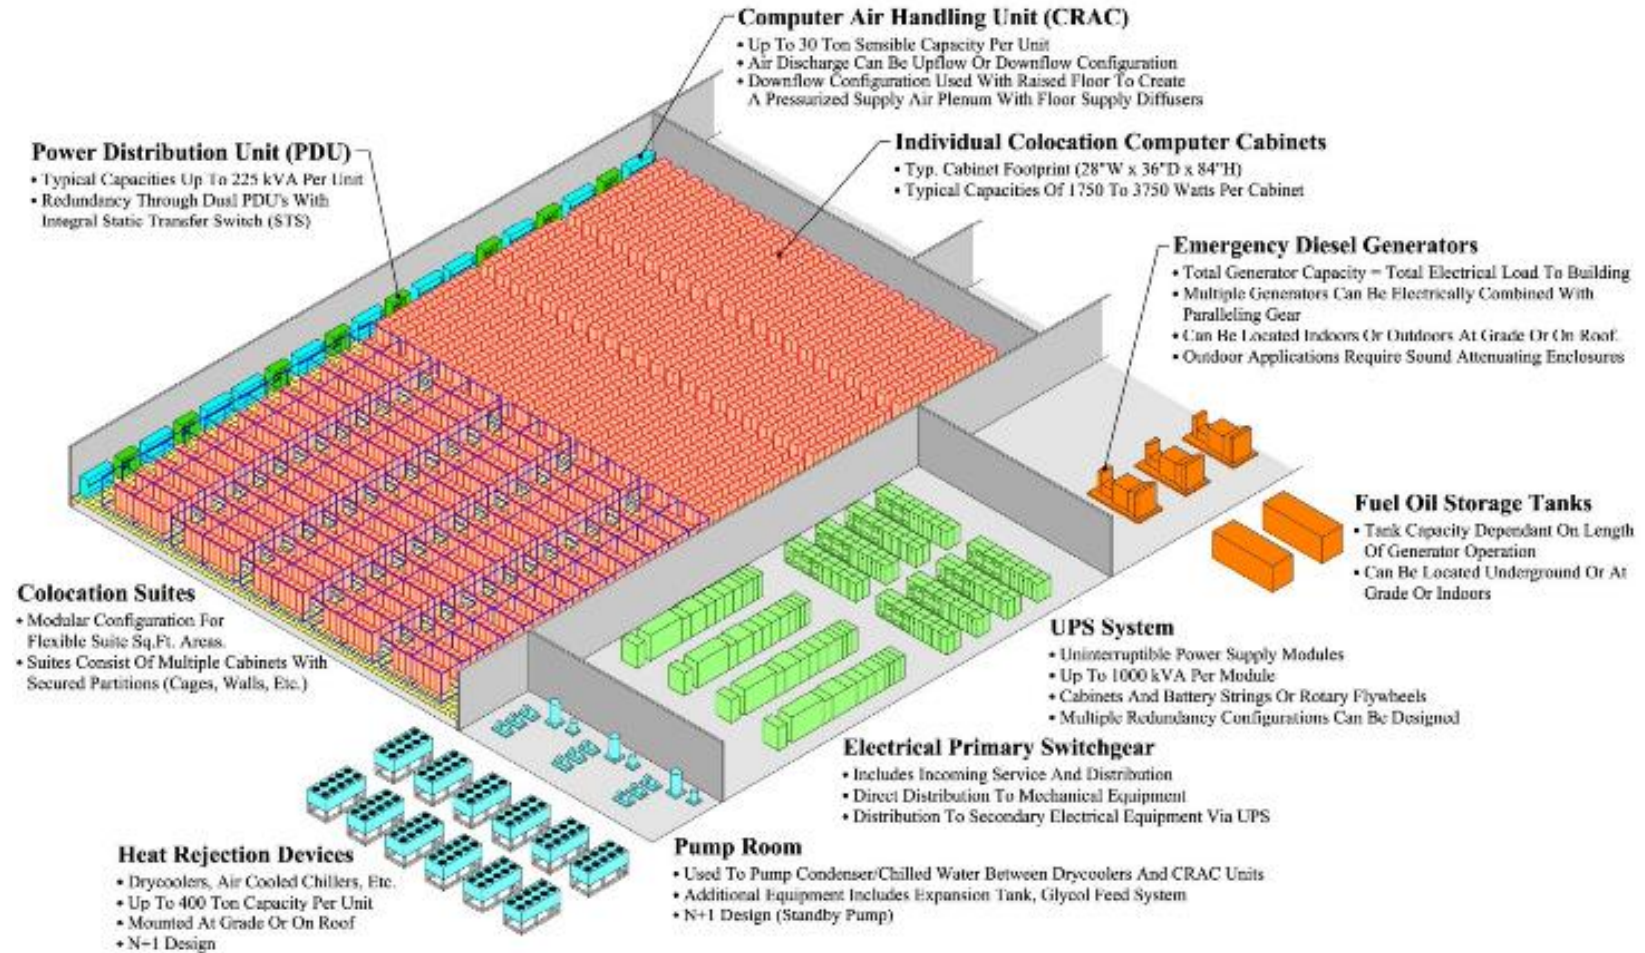 Computer Air Handling Unit (CRAC)
• Up To 30 Ton Sensible Capacity Per Unit
• Air Discharge Can Be Upflow Or Downflow Configuration
• Downflow Configuration Used With Raised Floor To Create
A Pressurized Supply Air Plenum With Floor Supply Diffusers
Power Distribution Unit (PDU)
• Typical Capacities Up To 225 kVA Per Unit
• Redundancy Through Dual PDU's With
Integral Static Transfer Switch (STS)
Individual Colocation Computer Cabinets
• Typ. Cabinet Footprint (28"W x 36"D x 84"H)
• Typical Capacities Of 1750 To 3750 Watts Per Cabinet
Emergency Diesel Generators
• Total Generator Capacity = Total Electrical Load To Building
• Multiple Generators Can Be Electrically Combined With
Paralleling Gear
• Can Be Located Indoors Or Outdoors At Grade Or On Roof.
• Outdoor Applications Require Sound Attenuating Enclosures
Fuel Oil Storage Tanks
• Tank Capacity Dependant On Length
Of Generator Operation
• Can Be Located Underground Or At
Grade Or Indoors
Colocation Suites
• Modular Configuration For
Flexible Suite Sq.Ft. Areas.
• Suites Consist Of Multiple Cabinets With
Secured Partitions (Cages, Walls, Etc.)
UPS System
• Uninterruptible Power Supply Modules
• Up To 1000 kVA Per Module
• Cabinets And Battery Strings Or Rotary Flywheels
• Multiple Redundancy Configurations Can Be Designed
Electrical Primary Switchgear
• Includes Incoming Service And Distribution
• Direct Distribution To Mechanical Equipment
• Distribution To Secondary Electrical Equipment Via UPS
Pump Room
• Used To Pump Condenser/Chilled Water Between Drycoolers And CRAC Units
• Additional Equipment Includes Expansion Tank, Glycol Feed System
• N+1 Design (Standby Pump)
Heat Rejection Devices
• Drycoolers, Air Cooled Chillers, Etc.
• Up To 400 Ton Capacity Per Unit
• Mounted At Grade Or On Roof
• N+1 Design